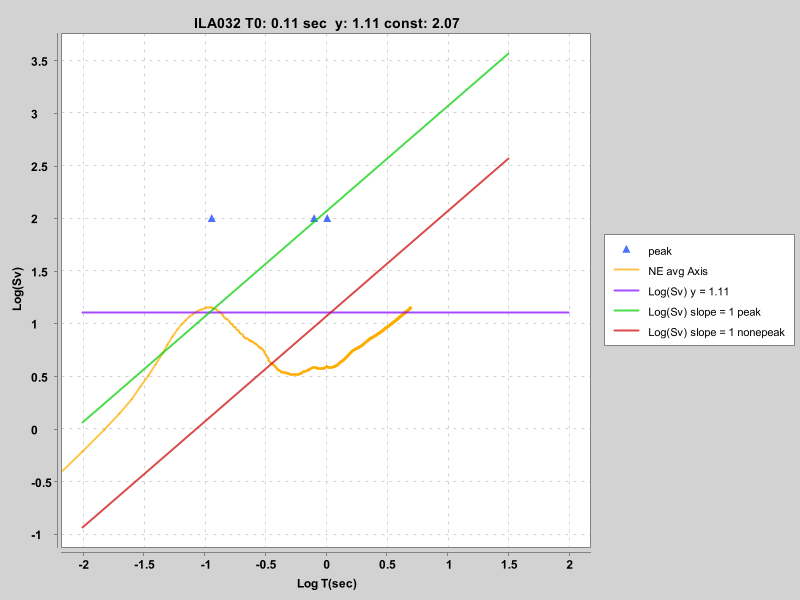 ILA032 T0: 0.11 sec  y: 1.11 const: 2.07
Log(Sv)
3.5
3
2.5
2
1.5
1
0.5
0
-0.5
-1
-2
-1.5
-1
-0.5
0
0.5
1
1.5
2
Log T(sec)
peak
NE avg Axis
Log(Sv) y = 1.11
Log(Sv) slope = 1 peak
Log(Sv) slope = 1 nonepeak